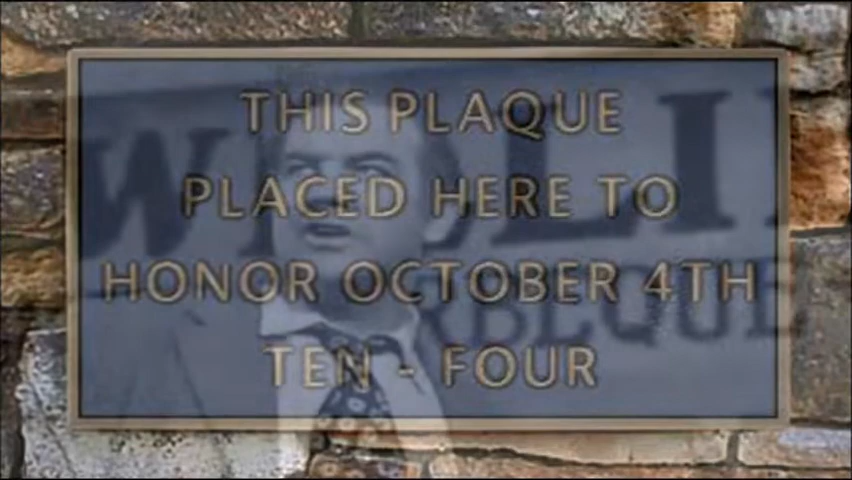 THIS PLAQUE
PLACED HERE TO
HONOR OCTOBER 4TH
TEN - FOUR